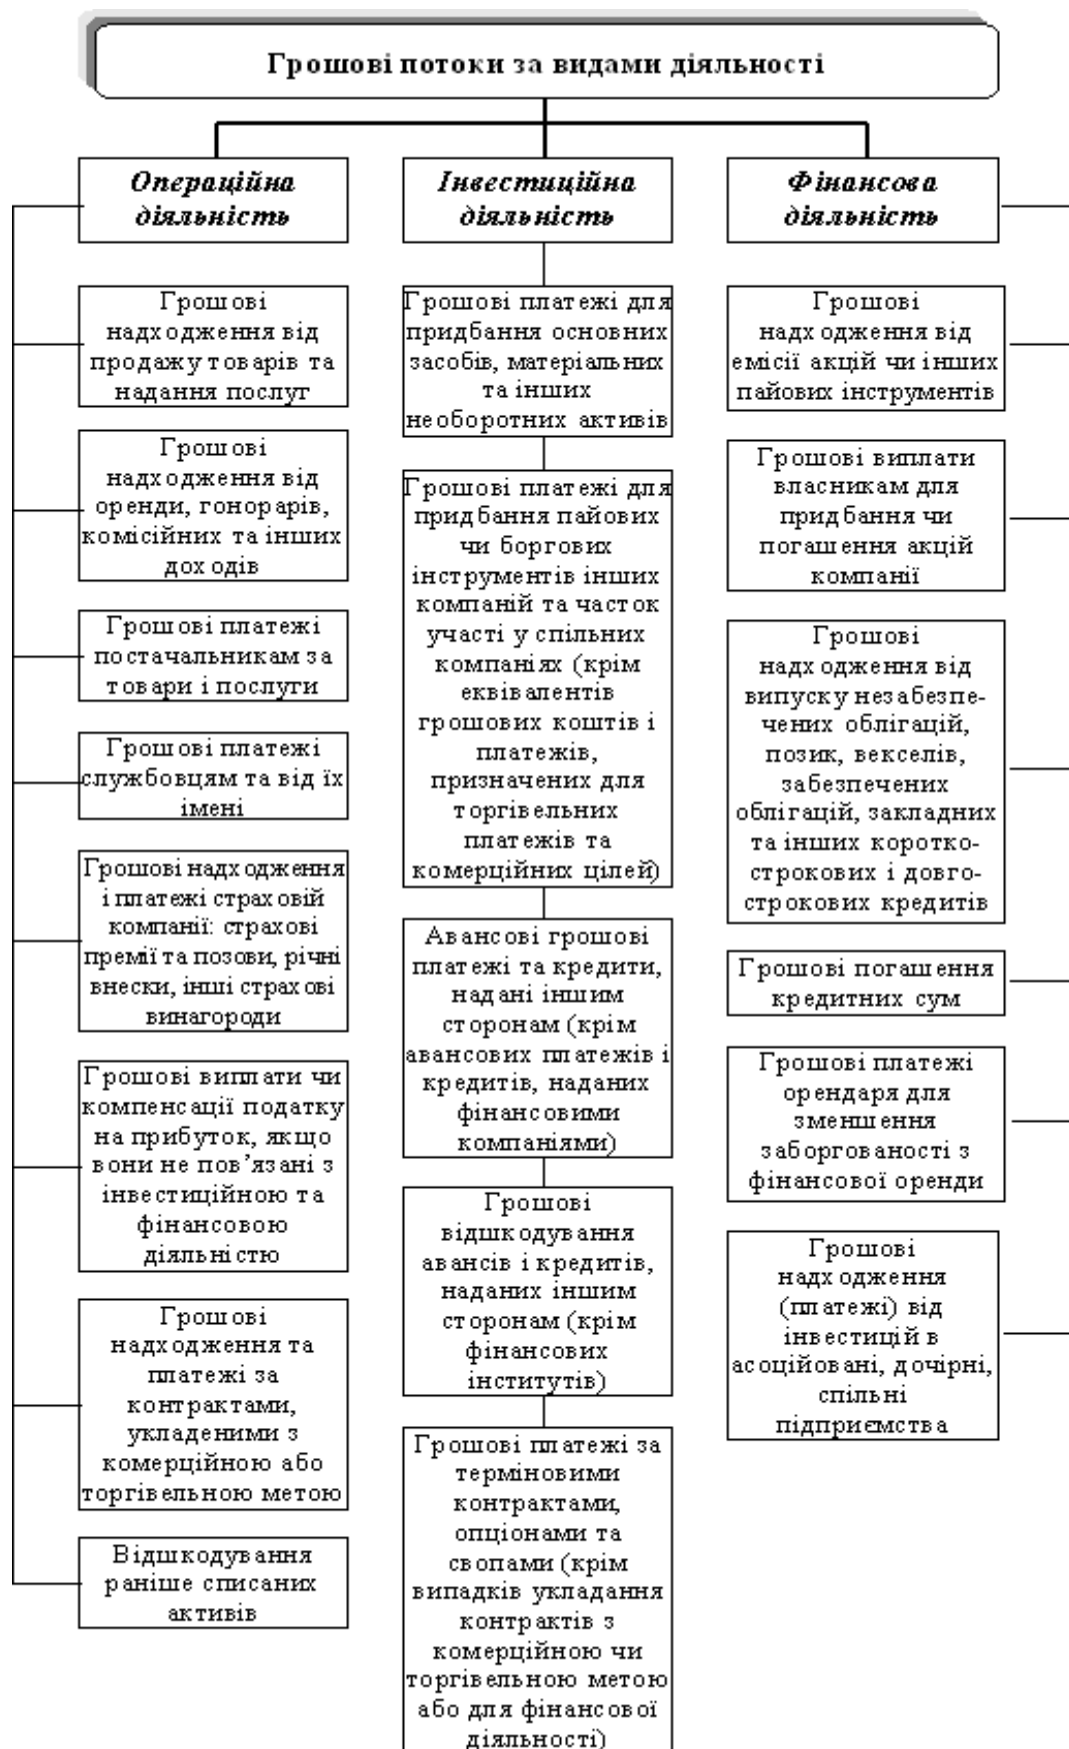 Грошові потоки за видами діяльності
Операційна
діяльність
Грошові
надходження від
продажу товарів та
надання послуг
Грошові
надходження від
оренди, гонорарів,
комісійних та інших
доходів
Грошові платежі
постачальникам за
товари і послуги
Грошові платежі
службовцям та від їх
імені
Грошові надходження
і платежі страховій
компанії: страхові
премії та позови, річні
внески, інші страхові
винагороди
Грошові виплати чи
компенсації податку
на прибуток, якщо
вони не пов’язані з
інвестиційною та
фінансовою
діяльністю
Грошові
надходження та
платежі за
контрактами,
укладеними з
комерційною або
торгівельною метою
Відшкодування
раніше списаних
активів
Інвестиційна
діяльність
Грошові платежі для
придбання основних
засобів, матеріальних
та інших
необоротних активів
Грошові платежі для
придбання пайових
чи боргових
інструментів інших
компаній та часток
участі у спільних
компаніях (крім
еквівалентів
грошових коштів і
платежів,
призначених для
торгівельних
платежів та
комерційних цілей)
Авансові грошові
платежі та кредити,
надані іншим
сторонам (крім
авансових платежів і
кредитів, наданих
фінансовими
компаніями)
Грошові
відшкодування
авансів і кредитів,
наданих іншим
сторонам (крім
фінансових
інститутів)
Грошові платежі за
терміновими
контрактами,
опціонами та
свопами (крім
випадків укладання
контрактів з
комерційною чи
торгівельною метою
або для фінансової
діяльності)
Фінансова
діяльність
Грошові
надходження від
емісії акцій чи інших
пайових інструментів
Грошові виплати
власникам для
придбання чи
погашення акцій
компанії
Грошові
надходження від
випуску незабезпе-
чених облігацій,
позик, векселів,
забезпечених
облігацій, закладних
та інших коротко-
строкових і довго-
строкових кредитів
Грошові погашення
кредитних сум
Грошові платежі
орендаря для
зменшення
заборгованості з
фінансової оренди
Грошові
надходження
(платежі) від
інвестицій в
асоційовані, дочірні,
спільні
підприємства